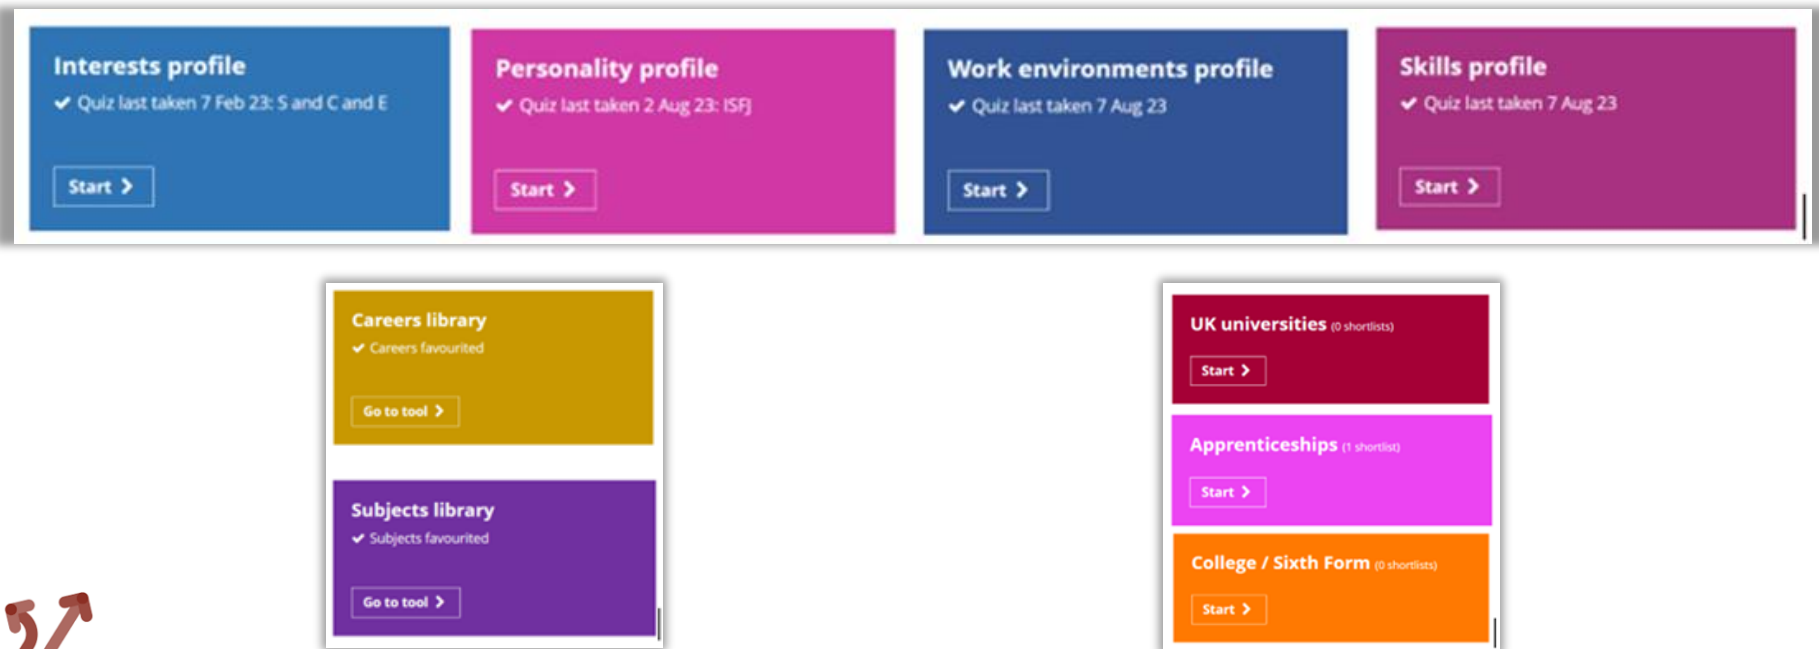 Interests profile
✔ Quiz last taken 7 Feb 23: S and C and E
Start >
Personality profile
✔ Quiz last taken 2 Aug 23: ISFJ
Start >
Work environments profile
✔ Quiz last taken 7 Aug 23
Start >
Skills profile
✔ Quiz last taken 7 Aug 23
Start >
Careers library
✔ Careers favourited
Go to tool >
Subjects library
✔ Subjects favourited
Go to tool >
UK universities (0 shortlists)
Start >
Apprenticeships (1 shortlist)
Start >
College / Sixth Form (0 shortlists)
Start >